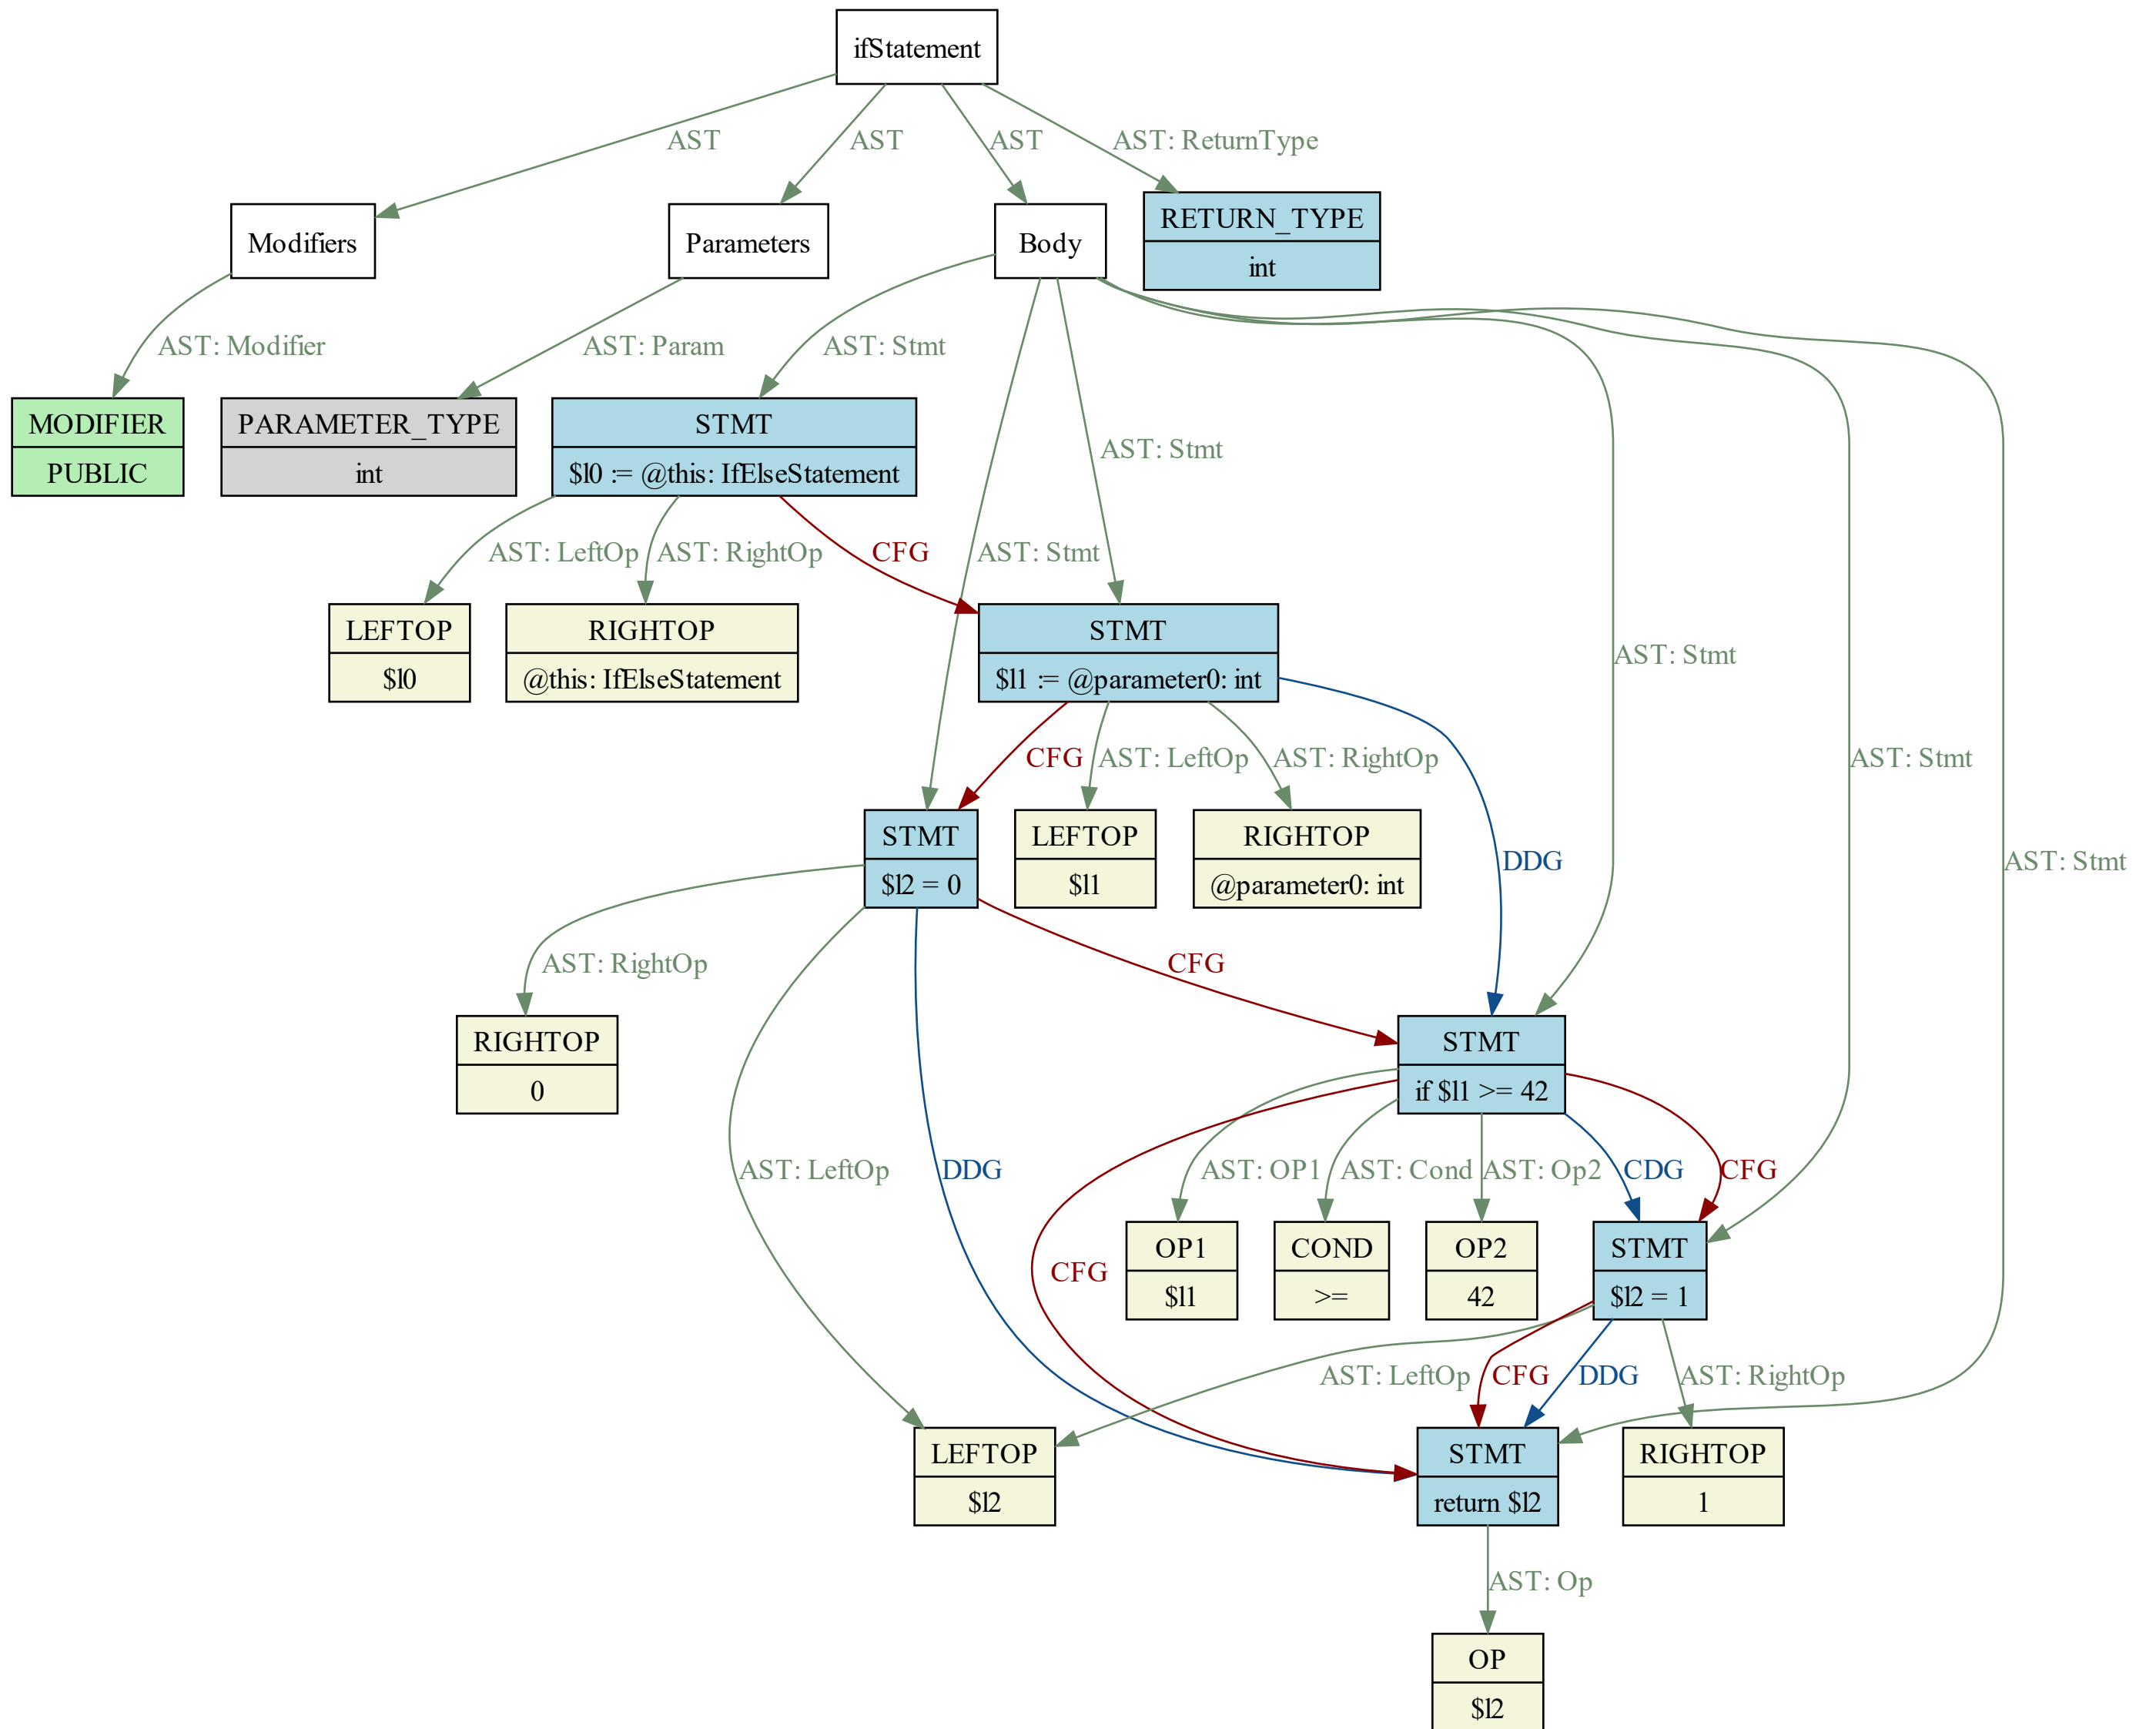 ifStatement
AST
AST
AST
AST: ReturnType
Modifiers
Parameters
Body
RETURN_TYPE
int
AST: Modifier
AST: Param
AST: Stmt
MODIFIER
PUBLIC
PARAMETER_TYPE
int
STMT
$l0 := @this: IfElseStatement
AST: Stmt
AST: LeftOp
AST: RightOp
CFG
AST: Stmt
LEFTOP
$l0
RIGHTOP
@this: IfElseStatement
STMT
$l1 := @parameter0: int
AST: Stmt
CFG
AST: LeftOp
AST: RightOp
AST: Stmt
STMT
$l2 = 0
LEFTOP
$l1
RIGHTOP
@parameter0: int
DDG
AST: Stmt
AST: RightOp
CFG
RIGHTOP
0
STMT
if $l1 >= 42
AST: LeftOp
DDG
AST: OP1
AST: Cond
AST: Op2
CDG
CFG
CFG
OP1
$l1
COND
>=
OP2
42
STMT
$l2 = 1
AST: LeftOp
CFG
DDG
AST: RightOp
LEFTOP
$l2
STMT
return $l2
RIGHTOP
1
AST: Op
OP
$l2